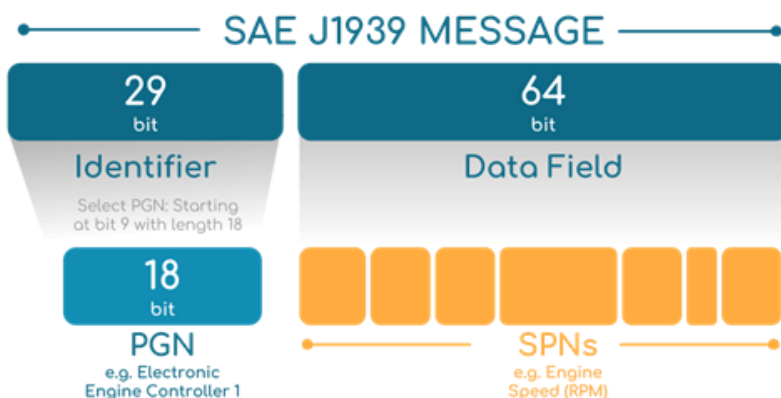 SAE J1939 MESSAGE
29
bit
64
bit
Identifier
Data Field
Select PGN: Starting
at bit 9 with length 18
18
bit
PGN
SPNs
e.g. Electronic
Engine Controller 1
e.g. Engine
Speed (RPM)